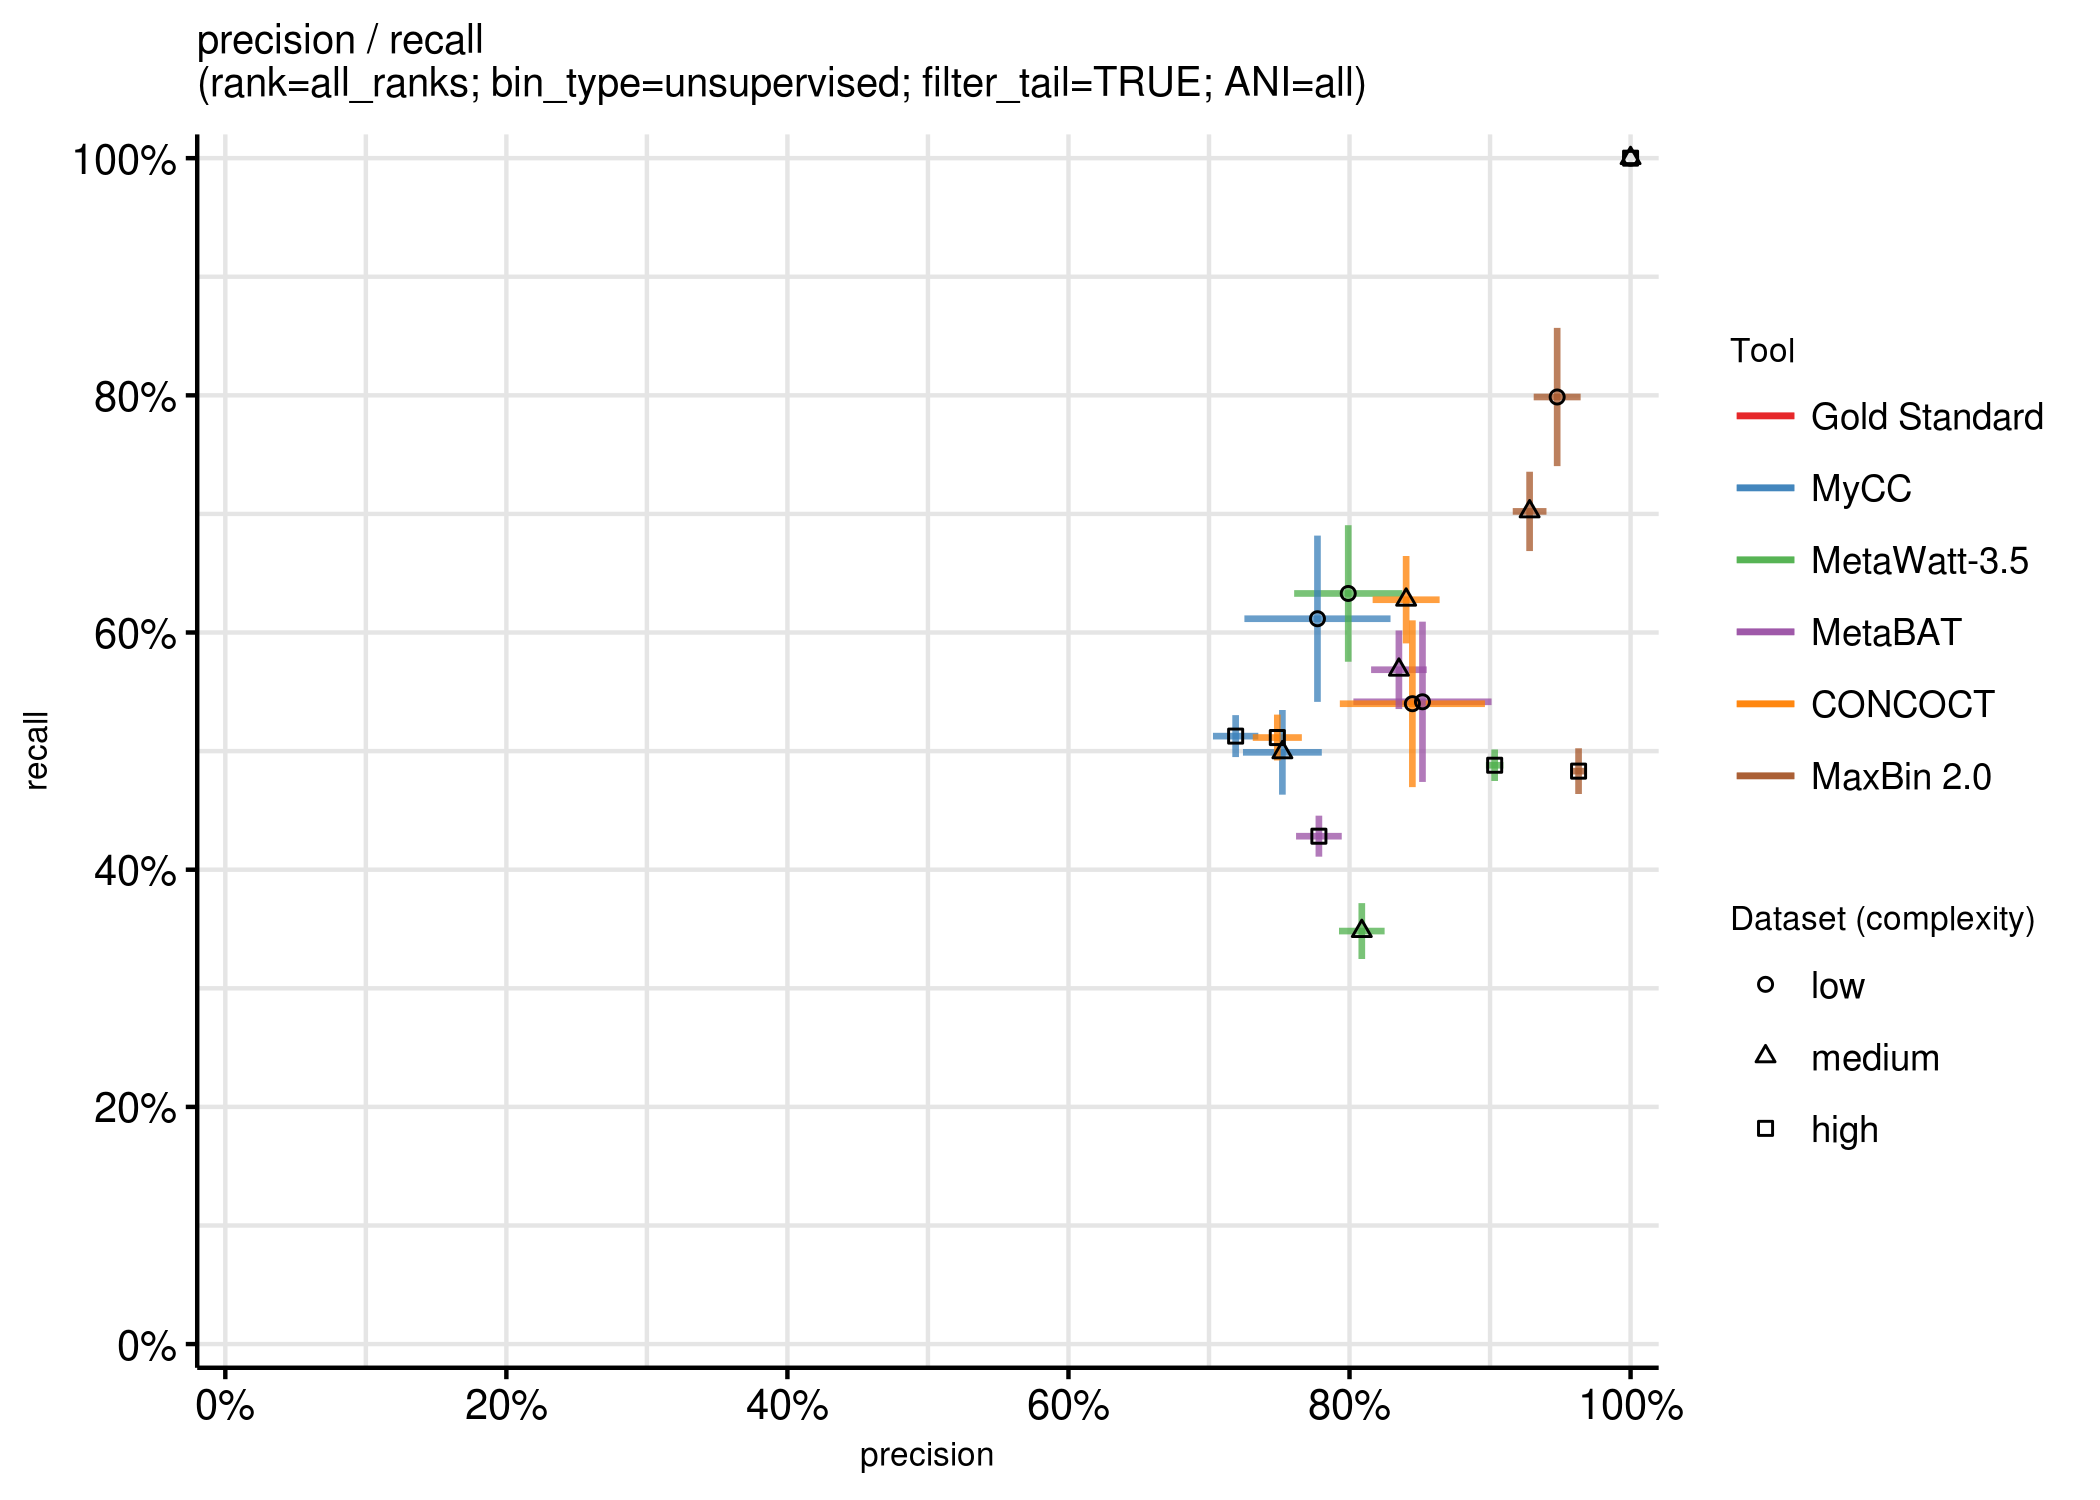 precision / recall
(rank=all_ranks; bin_type=unsupervised; filter_tail=TRUE; ANI=all)
100%
80%
60%
40%
20%
0%
recall
0%
20%
40%
60%
80%
100%
precision
Tool
Gold Standard
MyCC
MetaWatt-3.5
MetaBAT
CONCOCT
MaxBin 2.0
Dataset (complexity)
low
medium
high